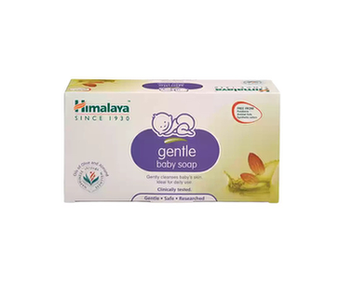 Himalaya
SINCE 1930
gentle
baby soap
Gently cleanses baby's skin
Ideal for daily use
Clinically tested.
Gentle • Safe • Researched